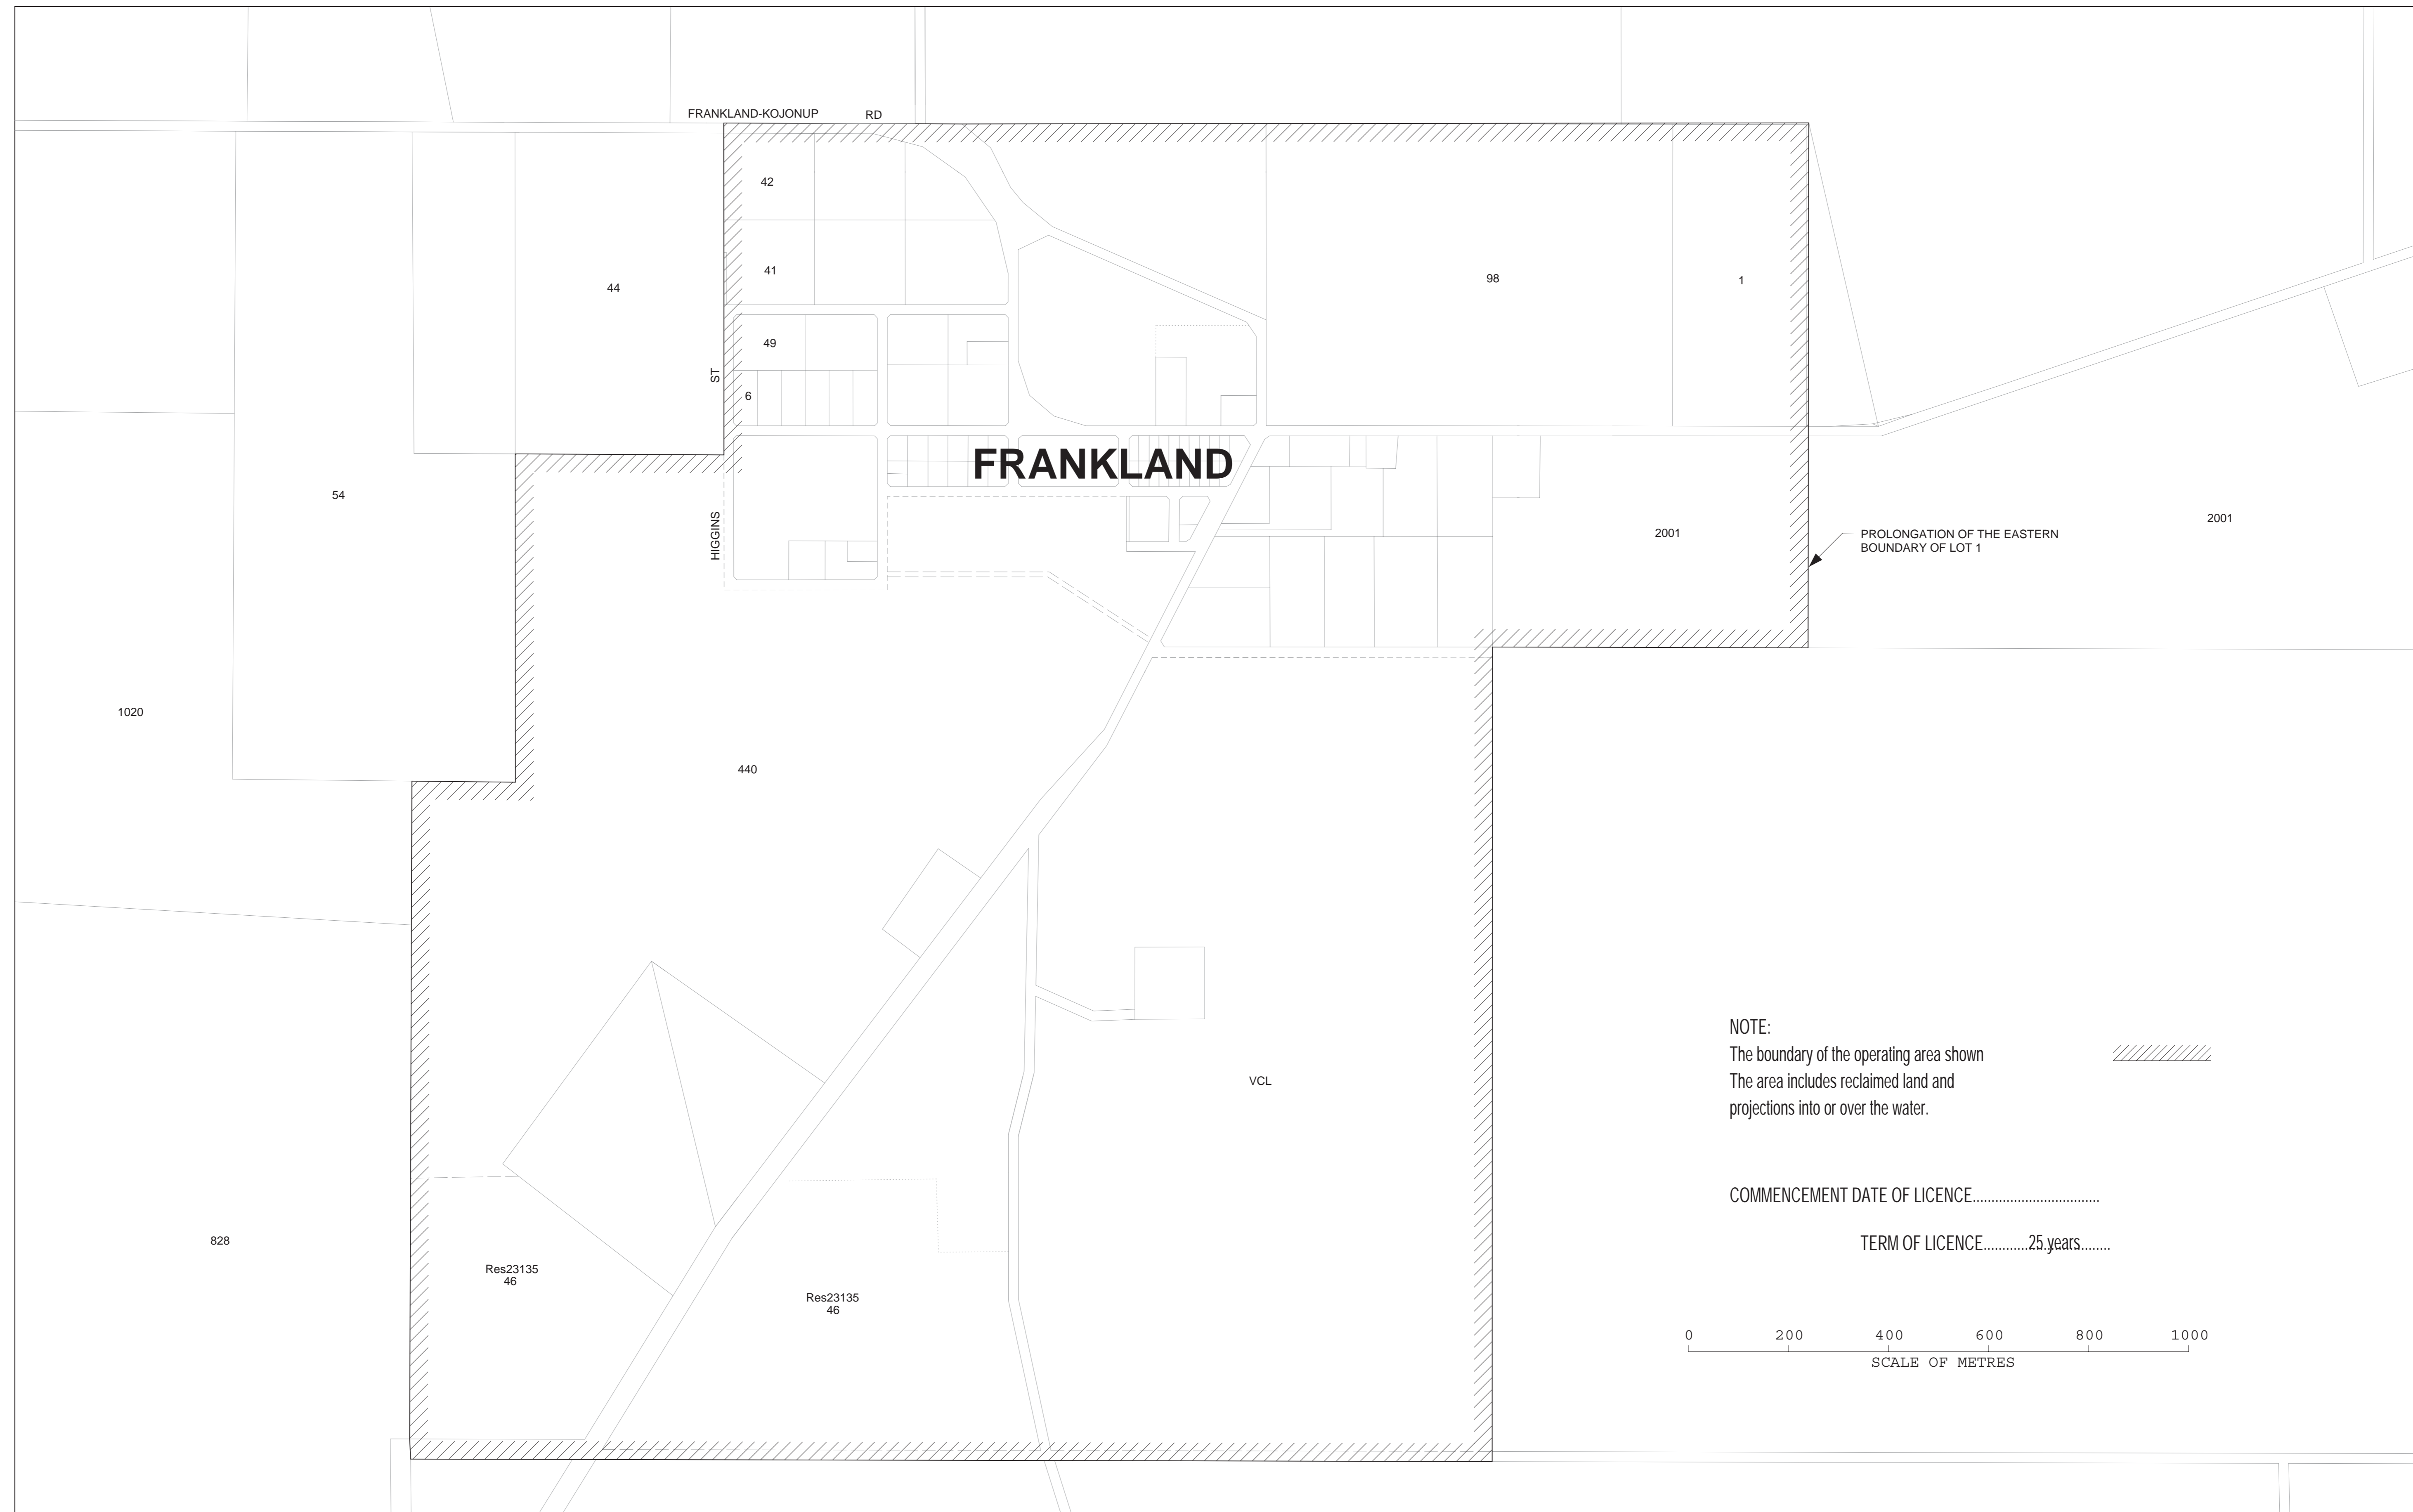 FRANKLAND-KOJONUP RD
42
41
44
98
1
49
ST
6
FRANKLAND
54
HIGGINS
2001
2001
PROLONGATION OF THE EASTERN
BOUNDARY OF LOT 1
1020
440
NOTE:
The boundary of the operating area shown
The area includes reclaimed land and
projections into or over the water.
VCL
COMMENCEMENT DATE OF LICENCE..................................
TERM OF LICENCE............25 years........
828
Res23135
46
Res23135
46
0 200 400 600 800 1000
SCALE OF METRES